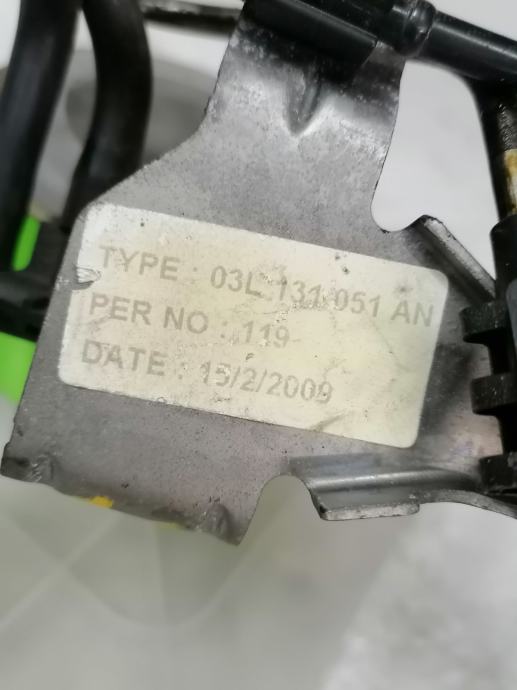 TYPE : 03L 131 051 AN
PER NO : 119
DATE : 15/2/2009